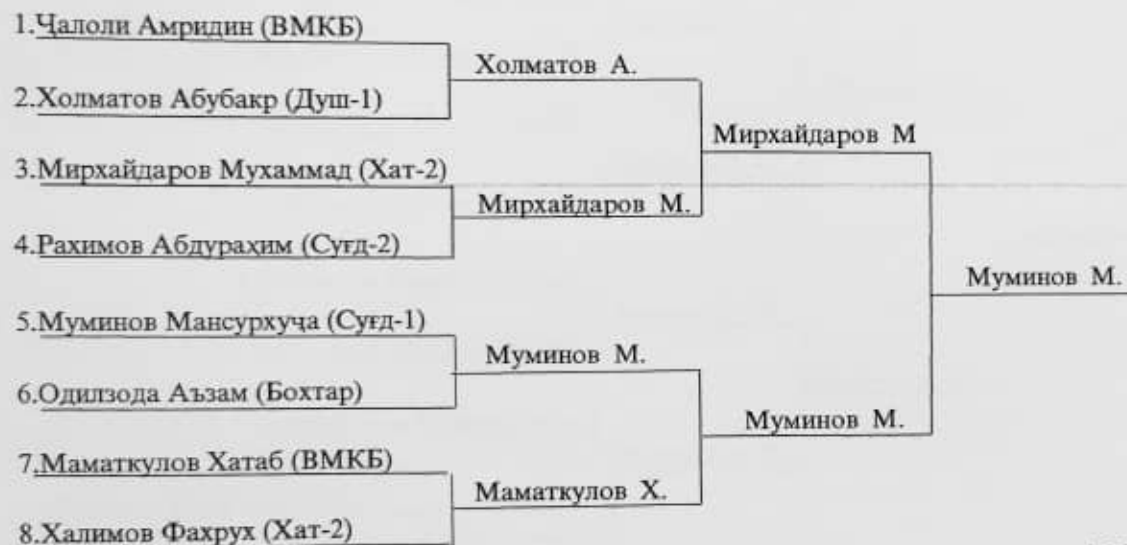 1.Ҷалоли Амридин (ВМКБ)
Холматов А.
2.Холматов Абубакр (Душ-1)
Мирхайдаров М
3.Мирхайдаров Мухаммад (Хат-2)
Мирхайдаров М.
4.Рахимов Абдураҳим (Суғд-2)
Муминов М.
5.Муминов Мансурхуҷа (Суғд-1)
Муминов М.
6.Одилзода Аъзам (Бохтар)
Муминов М.
7.Маматкулов Хатаб (ВМКБ)
Маматкулов Х.
8.Халимов Фахрух (Хат-2)